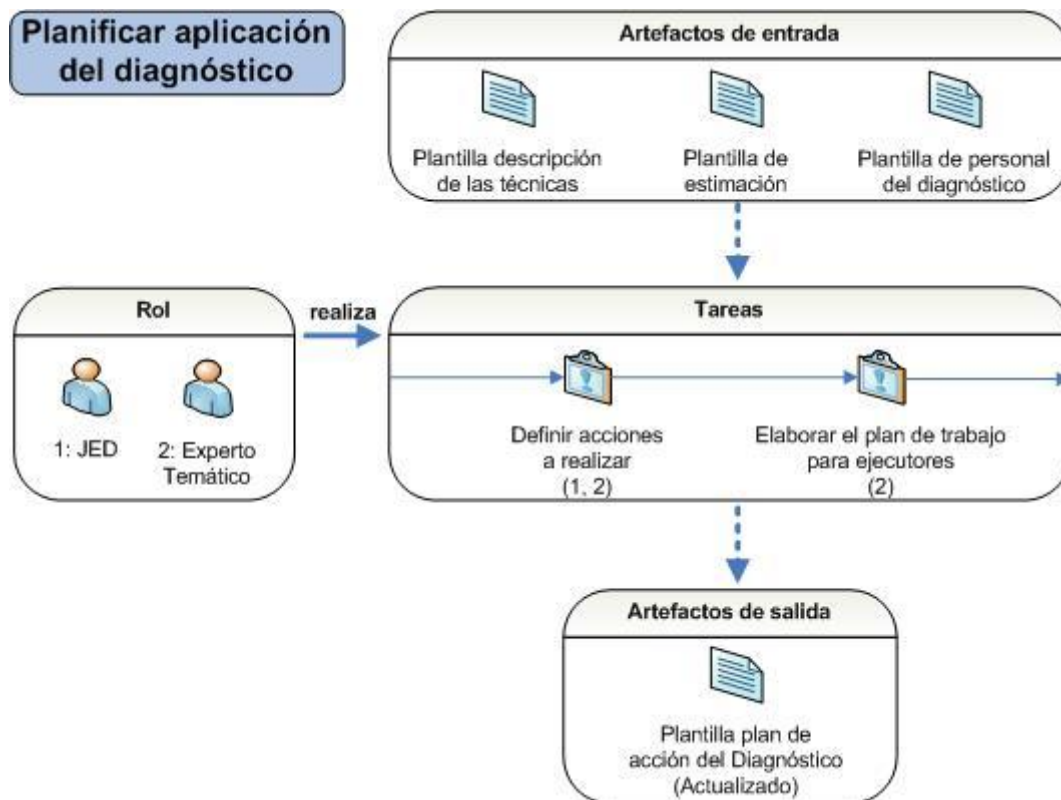 Planificar aplicación
del diagnóstico
Artefactos de entrada
Plantilla descripción
de las técnicas
Plantilla de
estimación
Plantilla de personal
del diagnóstico
Rol
1: JED
2: Experto
Temático
realiza
Tareas
Definir acciones
a realizar
(1, 2)
Elaborar el plan de trabajo
para ejecutores
(2)
Artefactos de salida
Plantilla plan de
acción del Diagnóstico
(Actualizado)